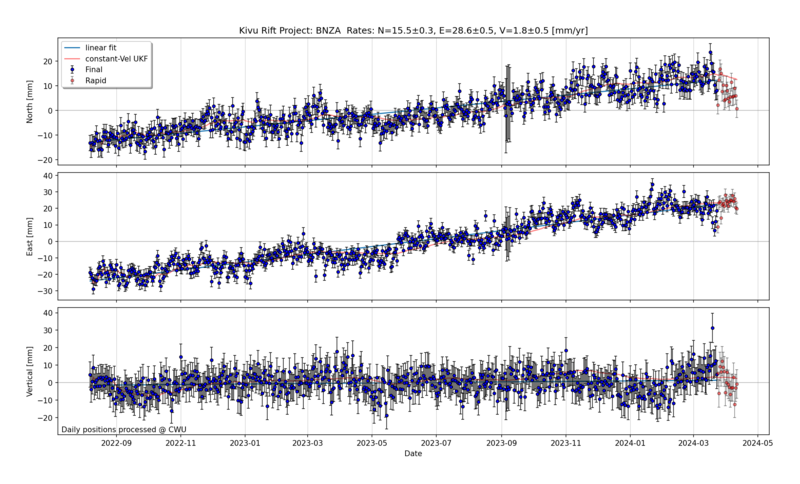 Kivu Rift Project: BNZA  Rates: N=15.5±0.3, E=28.6±0.5, V=1.8±0.5 [mm/yr]
linear fit
constant-Vel UKF
Final
Rapid
North [mm]
20
10
0
−10
−20
East [mm]
40
30
20
10
0
−10
−20
−30
Vertical [mm]
40
30
20
10
0
−10
−20
Daily positions processed @ CWU
2022-09 2022-11 2023-01 2023-03 2023-05 2023-07 2023-09 2023-11 2024-01 2024-03 2024-05
Date